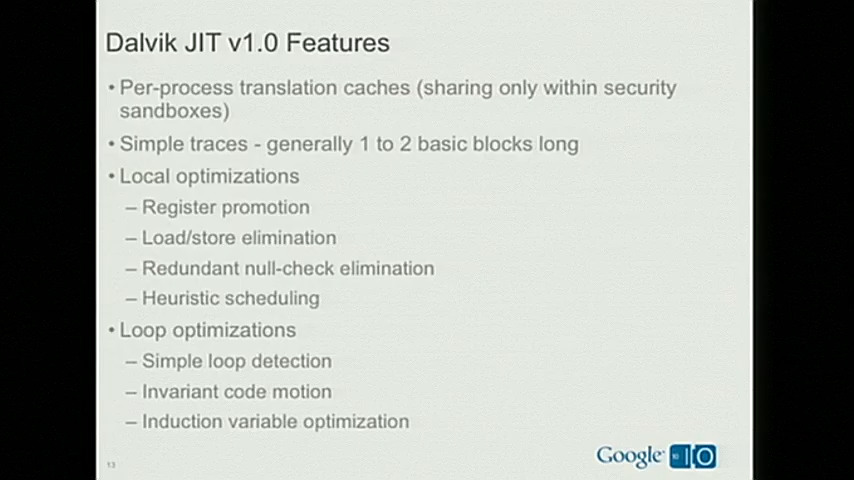 Dalvik JIT v1.0 Features
• Per-process translation caches (sharing only within security
sandboxes)
• Simple traces - generally 1 to 2 basic blocks long
• Local optimizations
– Register promotion
– Load/store elimination
– Redundant null-check elimination
– Heuristic scheduling
• Loop optimizations
– Simple loop detection
– Invariant code motion
– Induction variable optimization
13
Google 10 IO